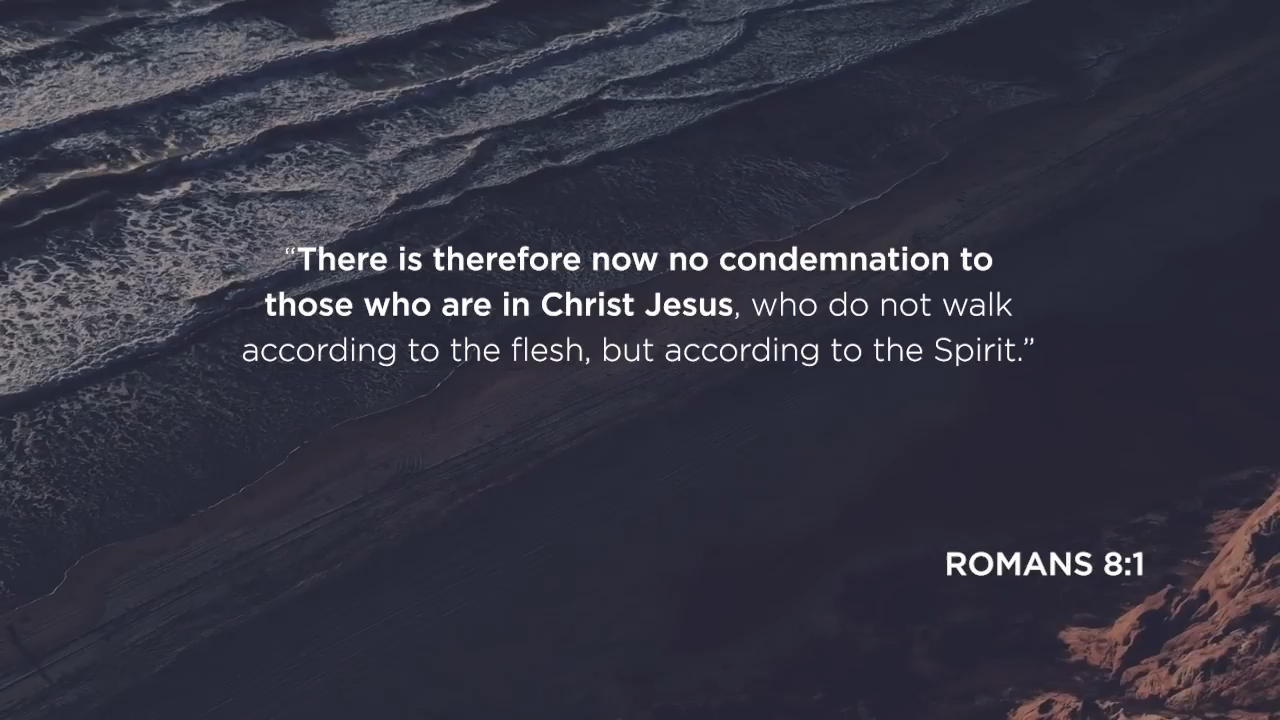 “There is therefore now no condemnation to
those who are in Christ Jesus, who do not walk
according to the flesh, but according to the Spirit.”
ROMANS 8:1